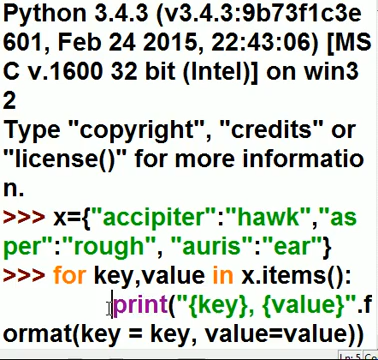 Python 3.4.3 (v3.4.3:9b73f1c3e
601, Feb 24 2015, 22:43:06) [MS
C v.1600 32 bit (Intel)] on win3
2
Type "copyright", "credits" or
"license()" for more informatio
n.
>>> x={"accipiter":"hawk","as
per":"rough", "auris":"ear"}
>>> for key,value in x.items():
print("{key}, {value}".f
ormat(key = key, value=value))
Ln: 5